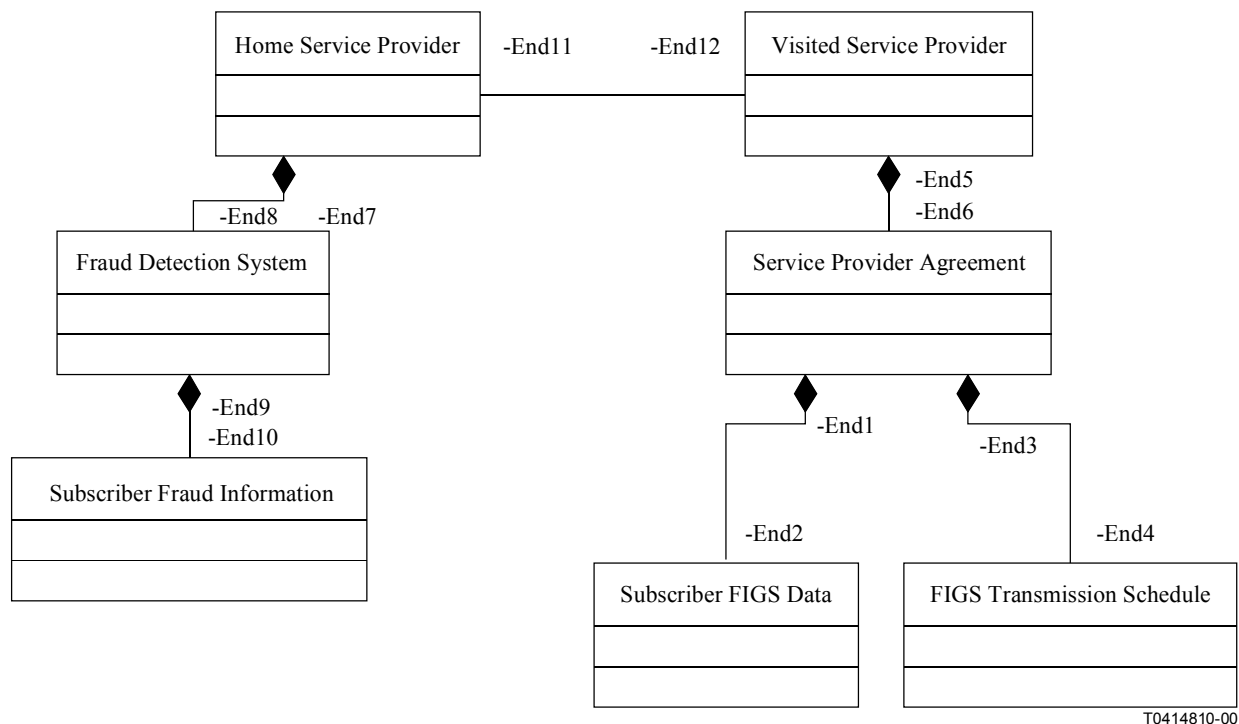 Home Service Provider
-End11
-End12
Visited Service Provider
-End8
-End7
-End5
-End6
Fraud Detection System
Service Provider Agreement
-End9
-End10
-End1
-End3
Subscriber Fraud Information
-End2
-End4
Subscriber FIGS Data
FIGS Transmission Schedule
T0414810-00